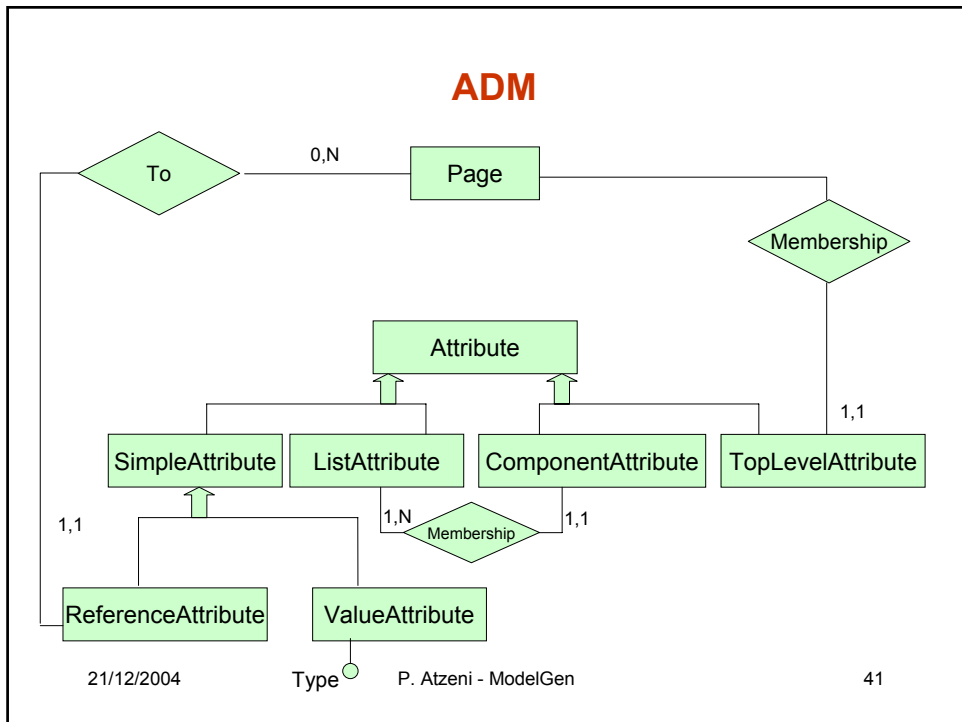 ADM
To
0,N
Page
Membership
Attribute
1,1
SimpleAttribute
ListAttribute
ComponentAttribute
TopLevelAttribute
1,1
1,N
Membership
1,1
ReferenceAttribute
ValueAttribute
21/12/2004
Type
P. Atzeni - ModelGen
41